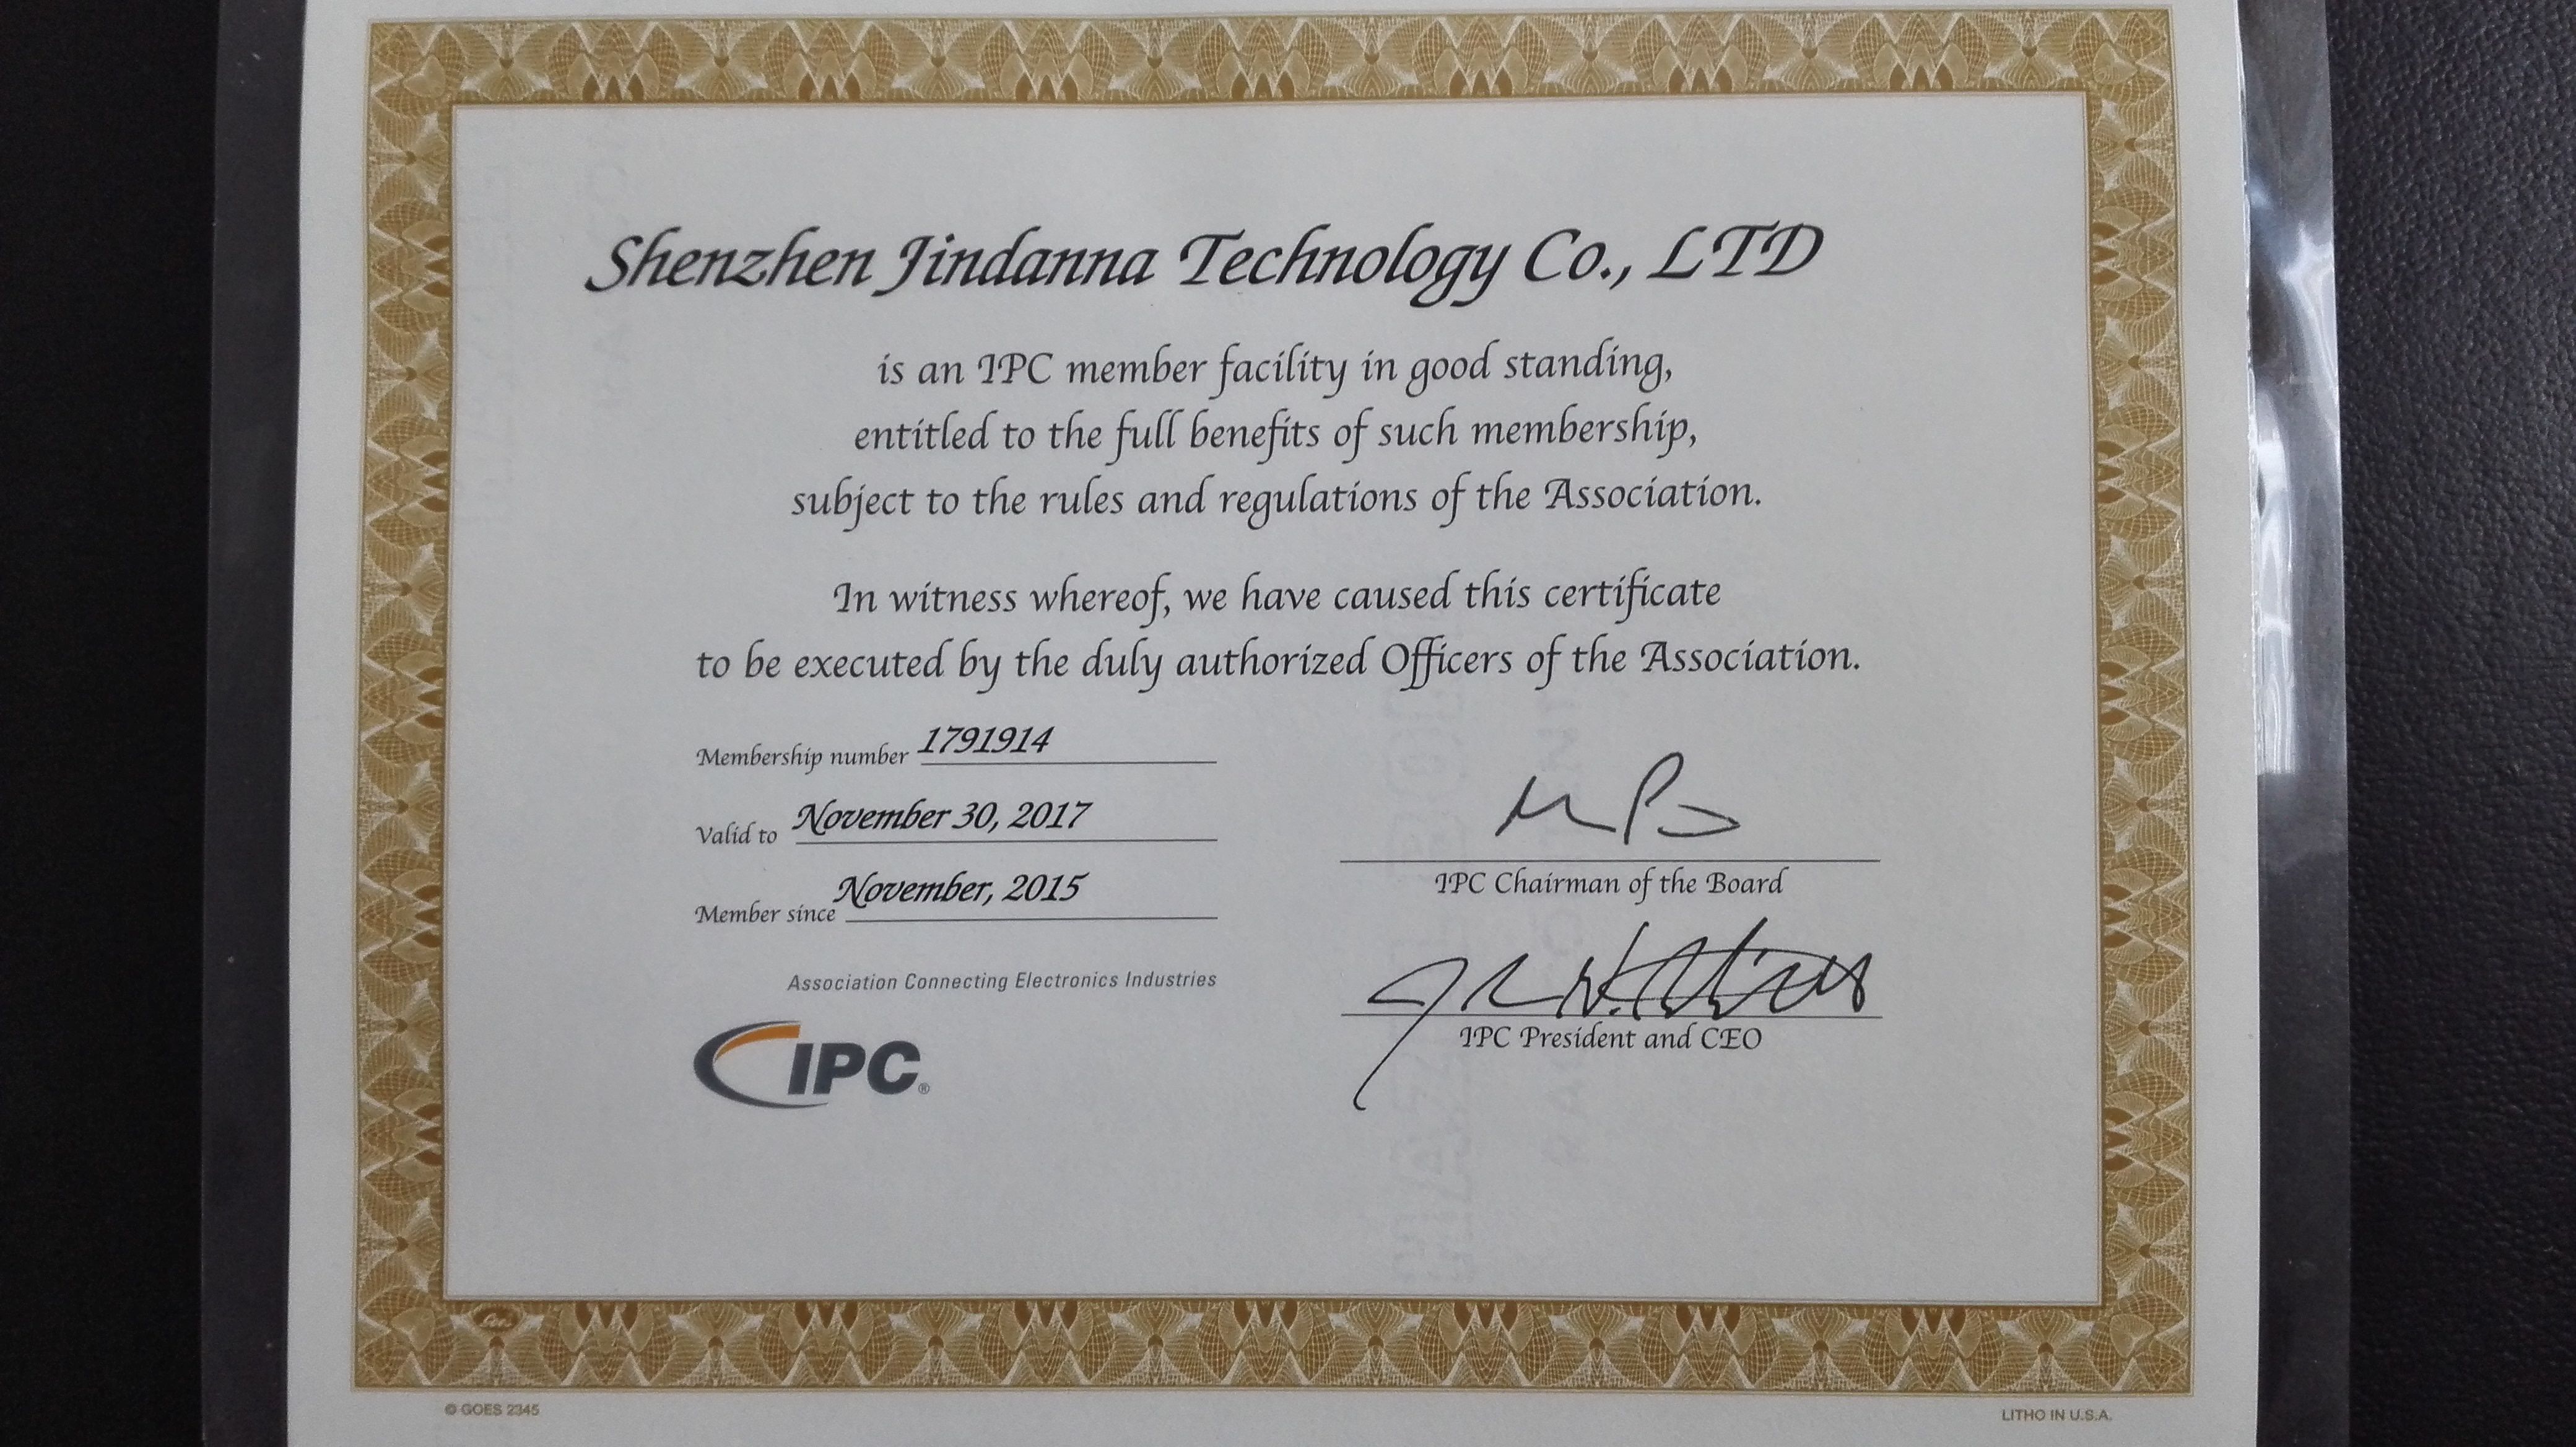 Shenzhen Jindanna Technology Co., LTD
is an IPC member facility in good standing,
entitled to the full benefits of such membership,
subject to the rules and regulations of the Association.
In witness whereof, we have caused this certificate
to be executed by the duly authorized Officers of the Association.
Membership number 1791914
Valid to November 30, 2017
Member since November, 2015
Association Connecting Electronics Industries
IPC®
IPC Chairman of the Board
IPC President and CEO
© GOES 2345
LITHO IN U.S.A.